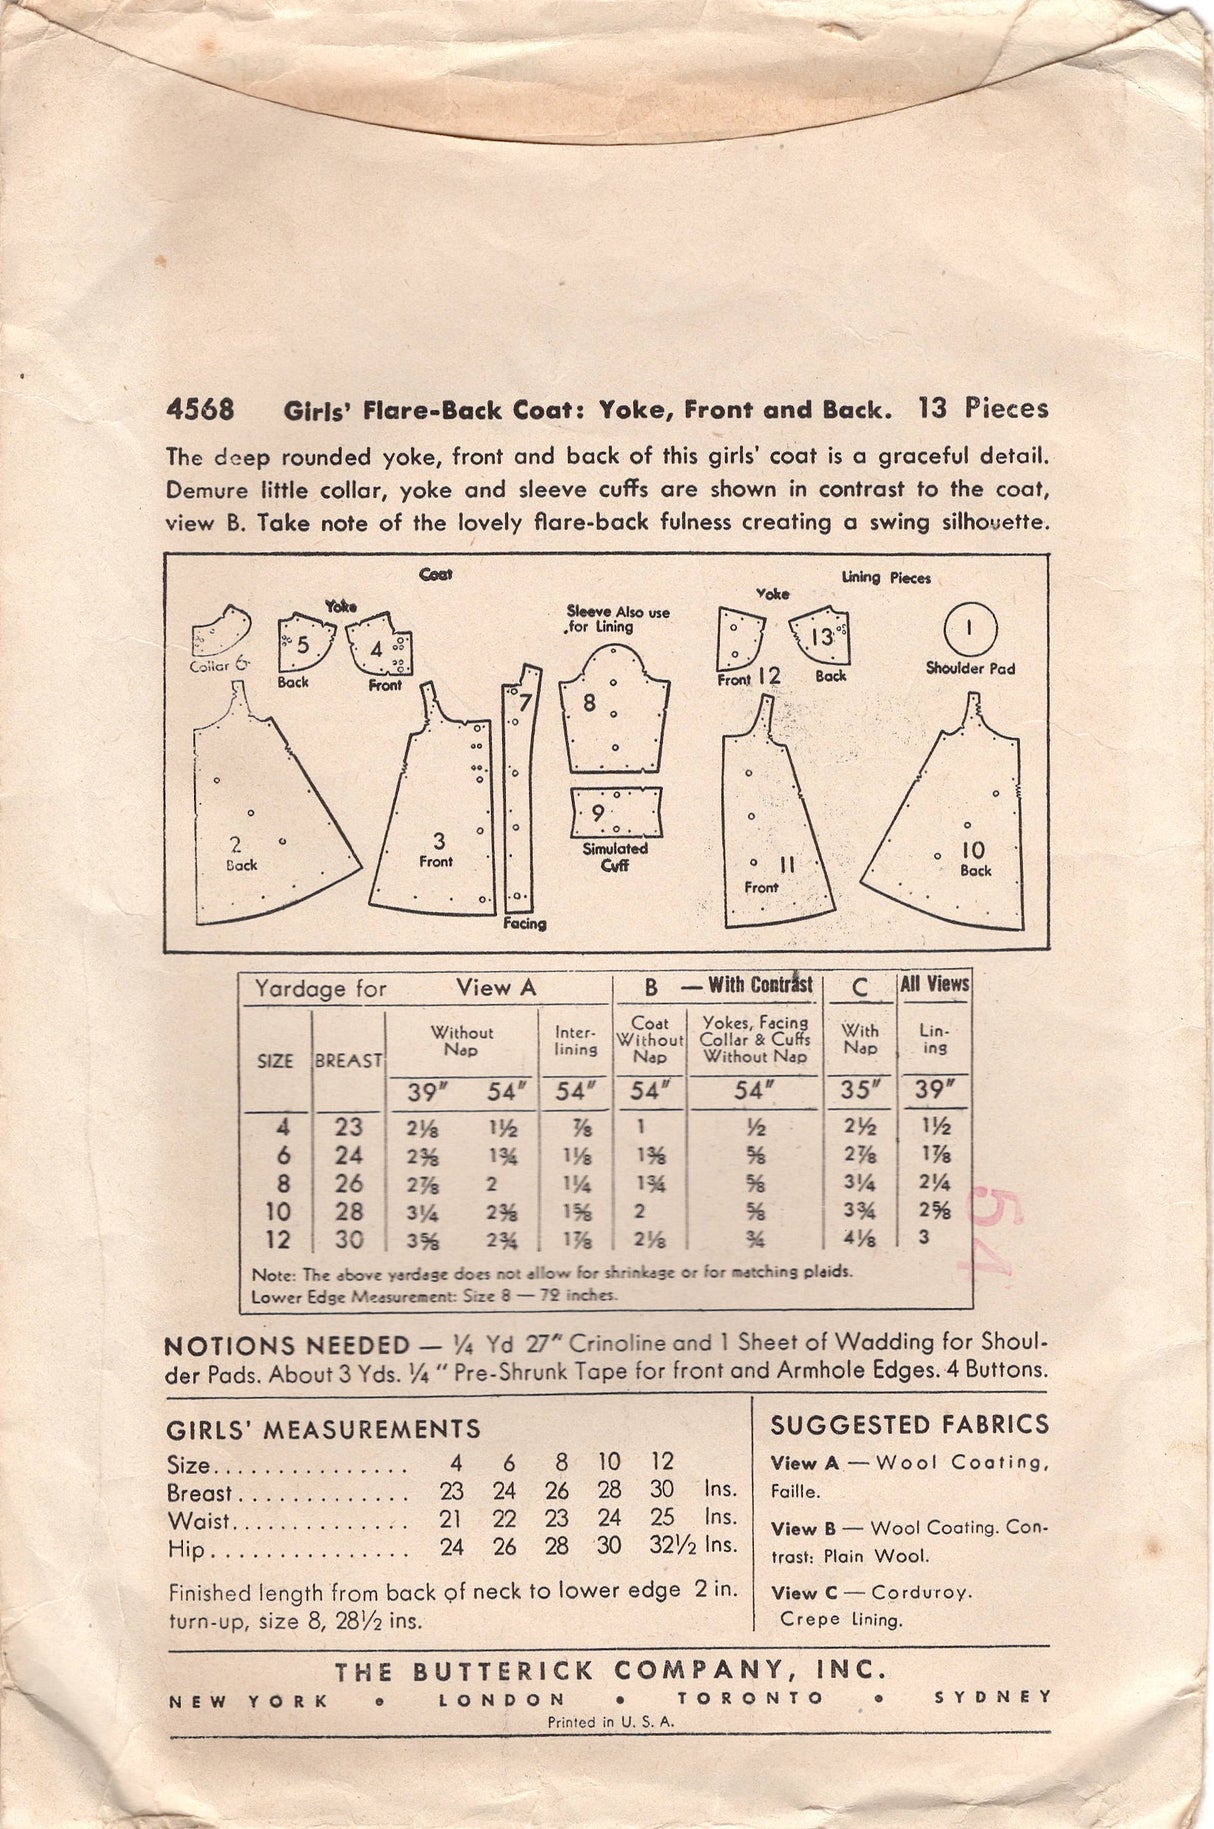 4568 Girls' Flare-Back Coat: Yoke, Front and Back. 13 Pieces
The deep rounded yoke, front and back of this girls' coat is a graceful detail.
Demure little collar, yoke and sleeve cuffs are shown in contrast to the coat,
view B. Take note of the lovely flare-back fulness creating a swing silhouette.
Coat
Lining Pieces
Yoke
Yoke
Sleeve Also use
for Lining
Collar 6
5
Back
4
Front
7
8
Front 12
13
Back
1
Shoulder Pad
2
Back
3
Front
Facing
9
Simulated
Cuff
11
Front
10
Back
Yardage for View A B — With Contrast C All Views
SIZE BREAST Without Nap Inter-lining Coat Without Nap Yokes, Facing Collar & Cuffs Without Nap With Nap Lin-ing
39" 54" 54" 54" 54" 35" 39"
4 23 2⅛ 1½ ⅞ 1 ½ 2½ 1½
6 24 2⅜ 1¾ 1⅛ 1⅜ ⅝ 2⅞ 1⅞
8 26 2⅞ 2 1¼ 1¾ ⅝ 3¼ 2¼
10 28 3¼ 2⅜ 1⅝ 2 ⅝ 3¾ 2⅝
12 30 3⅝ 2¾ 1⅞ 2⅛ ¾ 4⅛ 3
Note: The above yardage does not allow for shrinkage or for matching plaids.
Lower Edge Measurement: Size 8 — 72 inches.
54
NOTIONS NEEDED — ¼ Yd 27" Crinoline and 1 Sheet of Wadding for Shoul-
der Pads. About 3 Yds. ¼ " Pre-Shrunk Tape for front and Armhole Edges. 4 Buttons.
GIRLS' MEASUREMENTS
Size............... 4 6 8 10 12
Breast............. 23 24 26 28 30 Ins.
Waist.............. 21 22 23 24 25 Ins.
Hip................ 24 26 28 30 32½ Ins.
Finished length from back of neck to lower edge 2 in.
turn-up, size 8, 28½ ins.
SUGGESTED FABRICS
View A — Wool Coating,
Faille.
View B — Wool Coating. Con-
trast: Plain Wool.
View C — Corduroy.
Crepe Lining.
THE BUTTERICK COMPANY, INC.
NEW YORK • LONDON • TORONTO • SYDNEY
Printed in U. S. A.